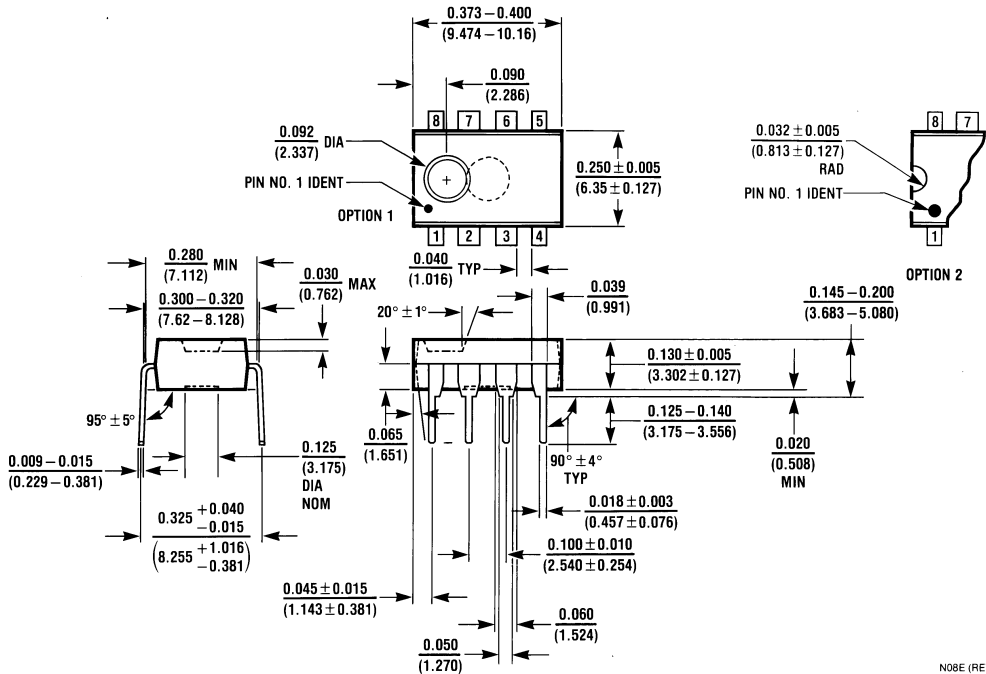 0.373 – 0.400
(9.474 – 10.16)
0.090
(2.286)
8 7 6 5
0.092 DIA
(2.337)
PIN NO. 1 IDENT
OPTION 1
0.250 ± 0.005
(6.35 ± 0.127)
1 2 3 4
8 7
0.032 ± 0.005
(0.813 ± 0.127)
RAD
PIN NO. 1 IDENT
1
OPTION 2
0.280 MIN
(7.112)
0.300 – 0.320
(7.62 – 8.128)
0.030 MAX
(0.762)
0.040 TYP
(1.016)
0.039
(0.991)
20° ± 1°
0.145 – 0.200
(3.683 – 5.080)
0.130 ± 0.005
(3.302 ± 0.127)
0.125 – 0.140
(3.175 – 3.556)
0.020
(0.508)
MIN
95° ± 5°
0.065
(1.651)
90° ± 4°
TYP
0.009 – 0.015
(0.229 – 0.381)
0.125
(3.175)
DIA
NOM
0.018 ± 0.003
(0.457 ± 0.076)
0.325 +0.040
−0.015
(8.255 +1.016
−0.381)
0.100 ± 0.010
(2.540 ± 0.254)
0.045 ± 0.015
(1.143 ± 0.381)
0.060
(1.524)
0.050
(1.270)
N08E (RE